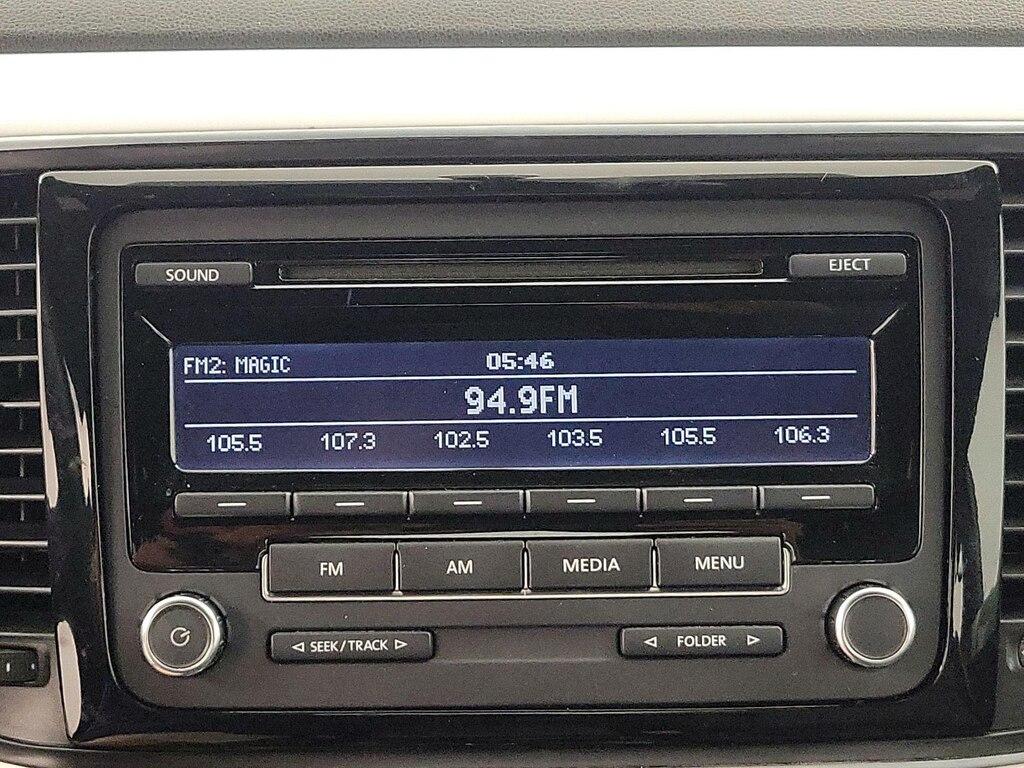 SOUND
EJECT
FM2: MAGIC 05:46
94.9FM
105.5 107.3 102.5 103.5 105.5 106.3
FM AM MEDIA MENU
◁ SEEK/TRACK ▷ ◁ FOLDER ▷